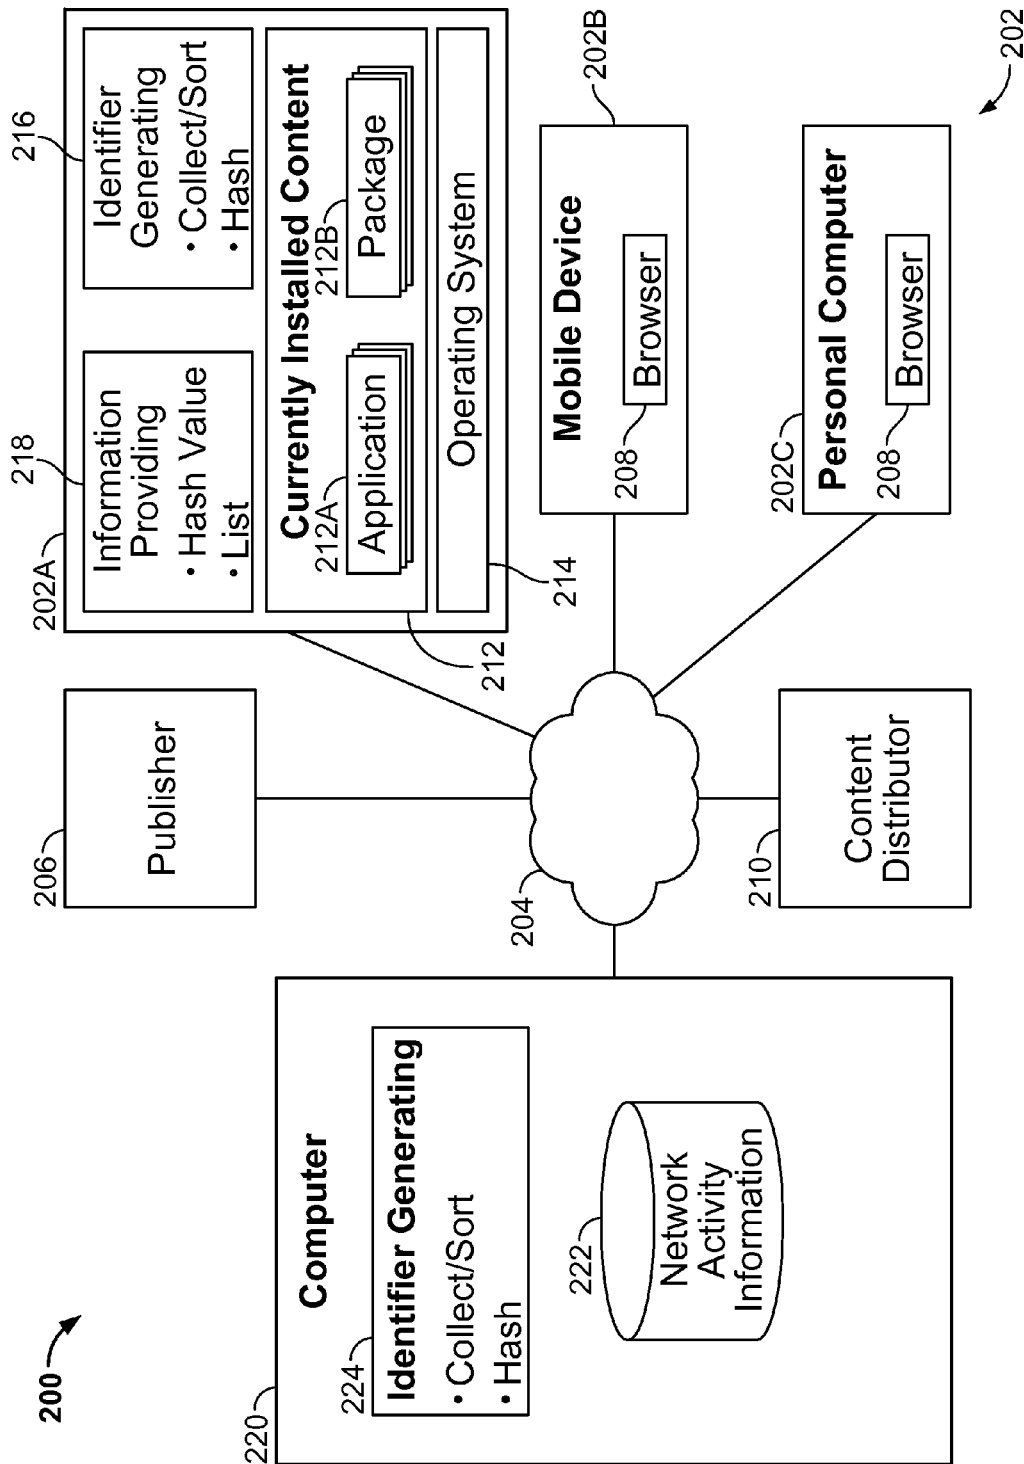 200
220
Computer
224
Identifier Generating
• Collect/Sort
• Hash
222
Network
Activity
Information
206
Publisher
204
210
Content
Distributor
202A
218
Information
Providing
• Hash Value
• List
216
Identifier
Generating
• Collect/Sort
• Hash
Currently Installed Content
212A
Application
212B
Package
Operating System
212
214
Mobile Device
202B
208
Browser
202C
Personal Computer
208
Browser
202